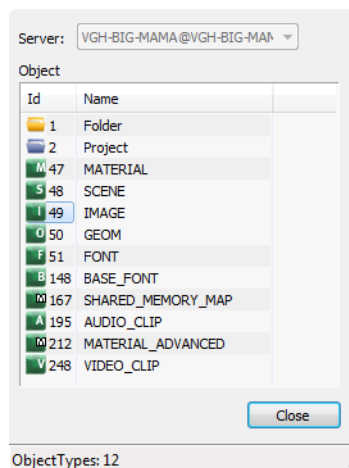 Server: VGH-BIG-MAMA@VGH-BIG-MAN
Object
Id Name
1 Folder
2 Project
M 47 MATERIAL
S 48 SCENE
I 49 IMAGE
O 50 GEOM
F 51 FONT
B 148 BASE_FONT
M 167 SHARED_MEMORY_MAP
A 195 AUDIO_CLIP
M 212 MATERIAL_ADVANCED
V 248 VIDEO_CLIP
Close
ObjectTypes: 12